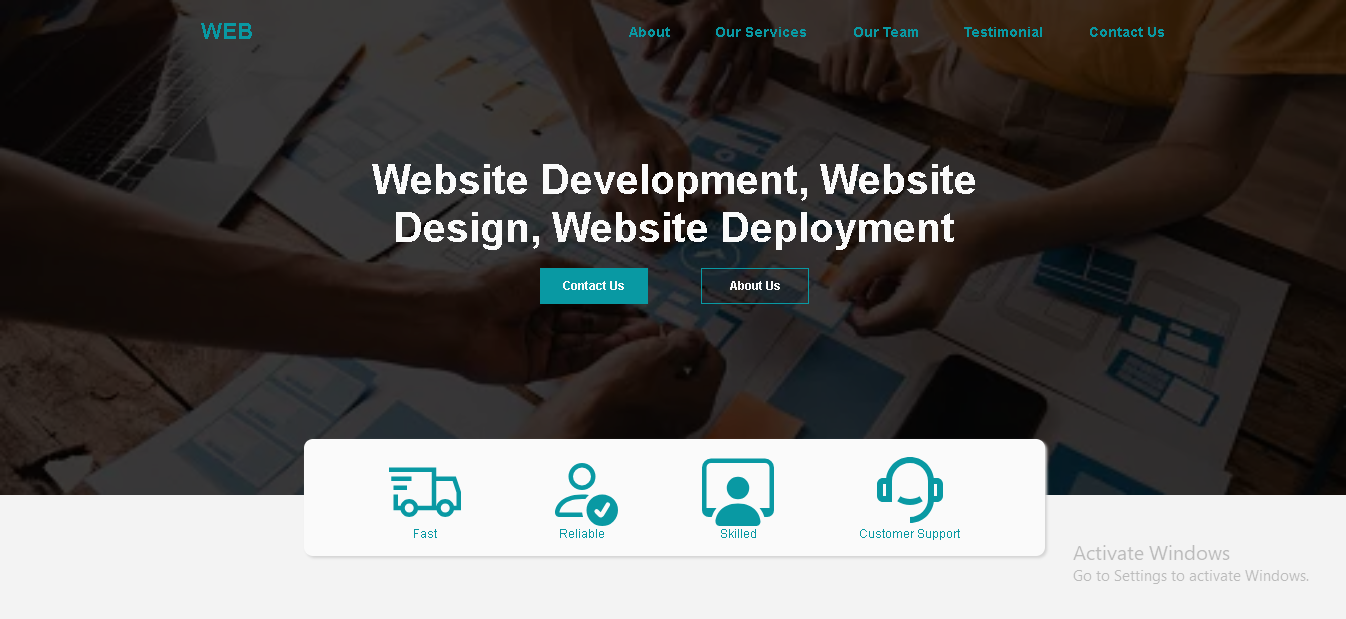 WEB
About
Our Services
Our Team
Testimonial
Contact Us
Website Development, Website
Design, Website Deployment
Contact Us
About Us
Fast
Reliable
Skilled
Customer Support
Activate Windows
Go to Settings to activate Windows.